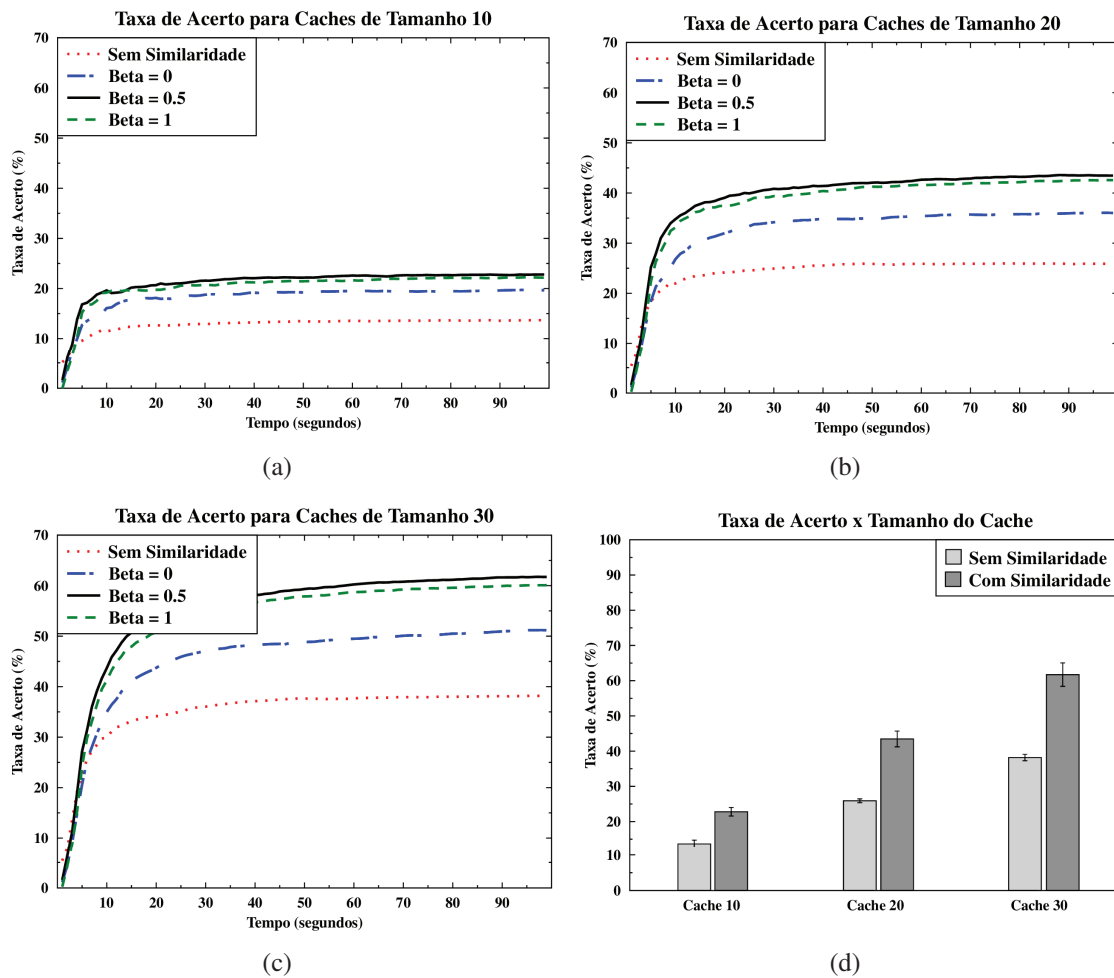 Taxa de Acerto para Caches de Tamanho 10
Sem Similaridade
Beta = 0
Beta = 0.5
Beta = 1
Taxa de Acerto (%)
70
60
50
40
30
20
10
0
10 20 30 40 50 60 70 80 90
Tempo (segundos)
(a)
Taxa de Acerto para Caches de Tamanho 20
Sem Similaridade
Beta = 0
Beta = 0.5
Beta = 1
Taxa de Acerto (%)
70
60
50
40
30
20
10
0
10 20 30 40 50 60 70 80 90
Tempo (segundos)
(b)
Taxa de Acerto para Caches de Tamanho 30
Sem Similaridade
Beta = 0
Beta = 0.5
Beta = 1
Taxa de Acerto (%)
70
60
50
40
30
20
10
0
10 20 30 40 50 60 70 80 90
Tempo (segundos)
(c)
Taxa de Acerto x Tamanho do Cache
Sem Similaridade
Com Similaridade
Taxa de Acerto (%)
100
90
80
70
60
50
40
30
20
10
0
Cache 10 Cache 20 Cache 30
(d)